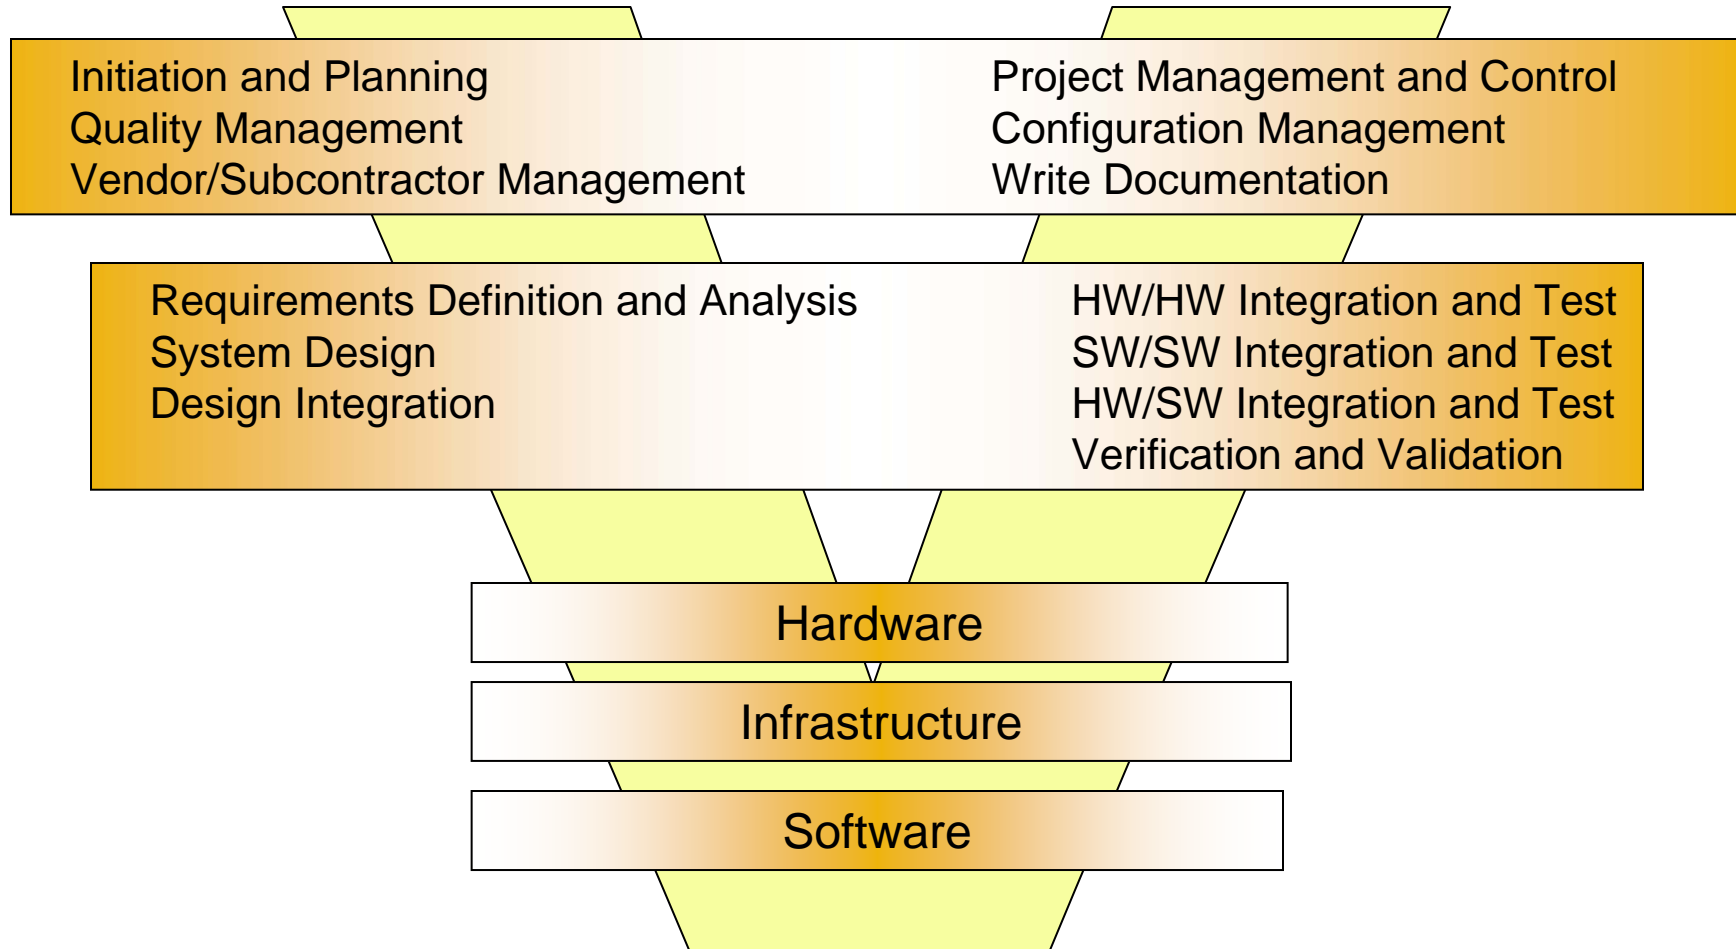 Initiation and Planning
Quality Management
Vendor/Subcontractor Management
Project Management and Control
Configuration Management
Write Documentation
Requirements Definition and Analysis
System Design
Design Integration
HW/HW Integration and Test
SW/SW Integration and Test
HW/SW Integration and Test
Verification and Validation
Hardware
Infrastructure
Software